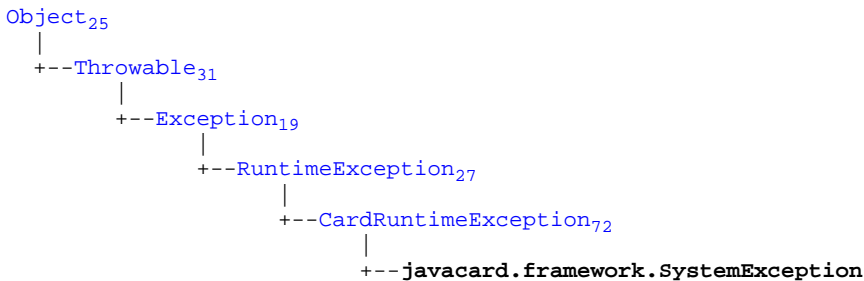 Object25
|
+--Throwable31
|
+--Exception19
|
+--RuntimeException27
|
+--CardRuntimeException72
|
+--javacard.framework.SystemException